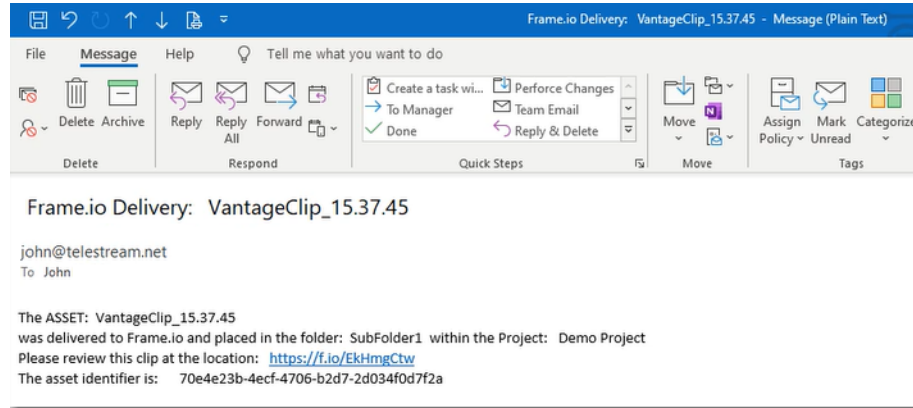 Frame.io Delivery: VantageClip_15.37.45 - Message (Plain Text)
File Message Help Tell me what you want to do
Create a task wi... Perforce Changes
To Manager Team Email
Done Reply & Delete
Delete Archive Reply Reply All Forward Move Assign Policy Mark Unread Categorize
Delete Respond Quick Steps Move Tags
Frame.io Delivery: VantageClip_15.37.45
john@telestream.net
To John
The ASSET: VantageClip_15.37.45
was delivered to Frame.io and placed in the folder: SubFolder1 within the Project: Demo Project
Please review this clip at the location: https://f.io/EkHmgCtw
The asset identifier is: 70e4e23b-4ecf-4706-b2d7-2d034f0d7f2a